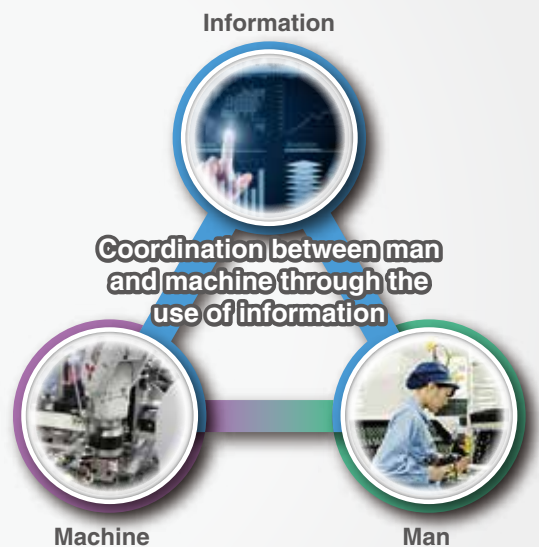 Information
Coordination between man
and machine through the
use of information
Machine
Man